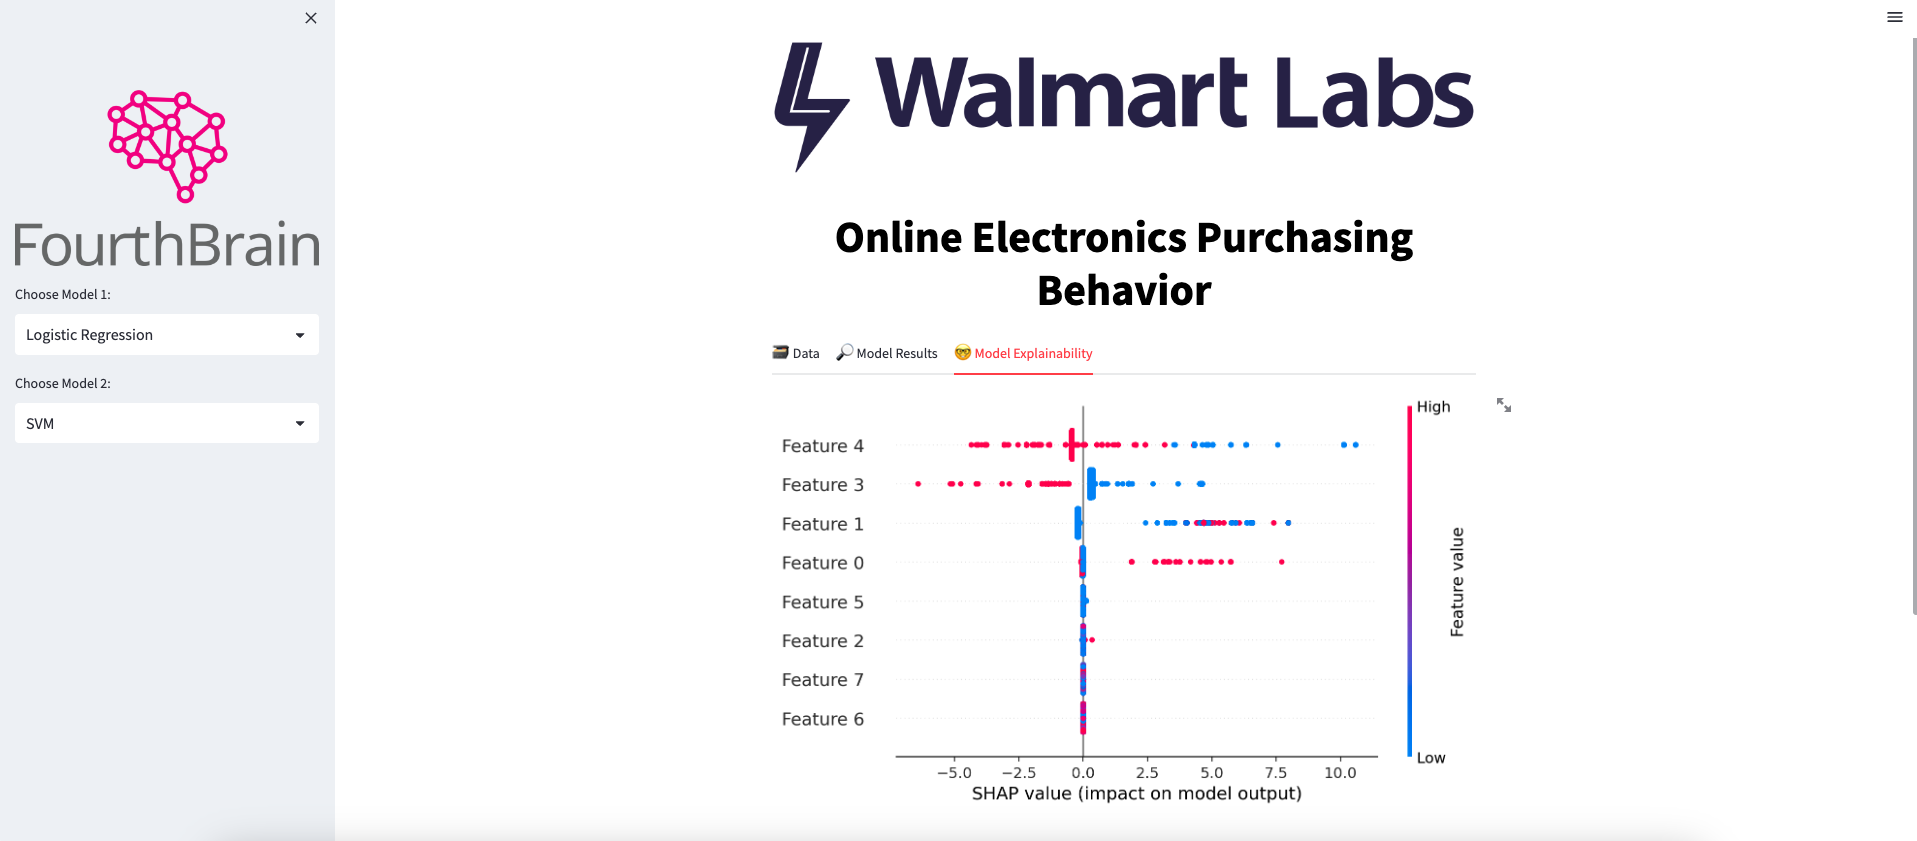 FourthBrain
Choose Model 1:
Logistic Regression
Choose Model 2:
SVM
Walmart Labs
Online Electronics Purchasing
Behavior
Data
Model Results
Model Explainability
High
Feature 4
Feature 3
Feature 1
Feature 0
Feature 5
Feature 2
Feature 7
Feature 6
Feature value
Low
−5.0 −2.5 0.0 2.5 5.0 7.5 10.0
SHAP value (impact on model output)